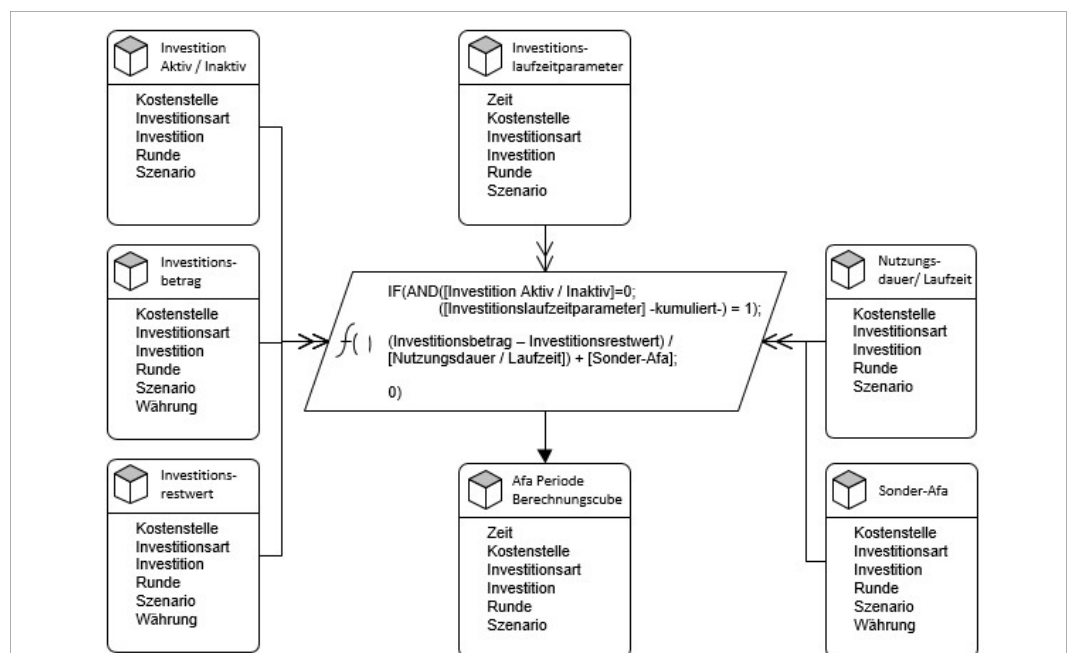 Investition
Aktiv / Inaktiv
Kostenstelle
Investitionsart
Investition
Runde
Szenario
Investitions-
laufzeitparameter
Zeit
Kostenstelle
Investitionsart
Investition
Runde
Szenario
Investitions-
betrag
Kostenstelle
Investitionsart
Investition
Runde
Szenario
Währung
IF(AND([Investition Aktiv / Inaktiv]=0;
([Investitionslaufzeitparameter] -kumuliert-) = 1);
f( )
(Investitionsbetrag – Investitionsrestwert) /
[Nutzungsdauer / Laufzeit]) + [Sonder-Afa];
0)
Nutzungs-
dauer/ Laufzeit
Kostenstelle
Investitionsart
Investition
Runde
Szenario
Investitions-
restwert
Kostenstelle
Investitionsart
Investition
Runde
Szenario
Währung
Afa Periode
Berechnungscube
Zeit
Kostenstelle
Investitionsart
Investition
Runde
Szenario
Sonder-Afa
Kostenstelle
Investitionsart
Investition
Runde
Szenario
Währung